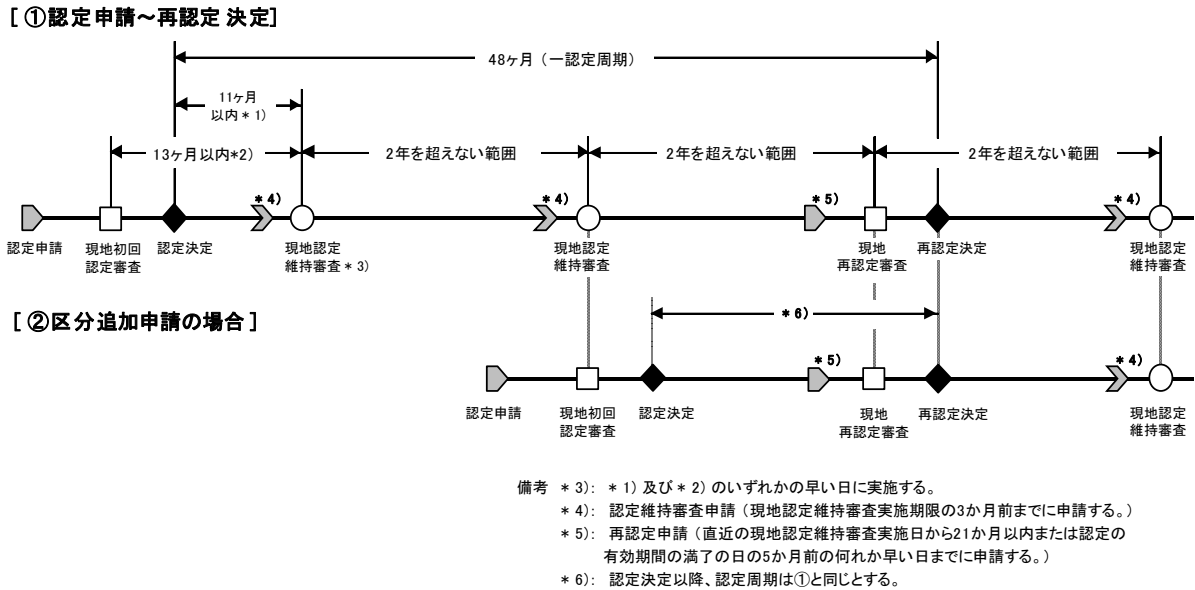 [ ①認定申請～再認定 決定]
48ヶ月（一認定周期）
11ヶ月
以内＊1）
13ヶ月以内*2）
2年を超えない範囲
2年を超えない範囲
2年を超えない範囲
＊4）
＊4）
＊5）
＊4）
認定申請
現地初回
認定審査
認定決定
現地認定
維持審査＊3）
現地認定
維持審査
現地
再認定審査
再認定決定
現地認定
維持審査
[ ②区分追加申請の場合 ]
＊6）
＊5）
＊4）
認定申請
現地初回
認定審査
認定決定
現地
再認定審査
再認定決定
現地認定
維持審査
備考 ＊3）： ＊1）及び＊2）のいずれかの早い日に実施する。
＊4）： 認定維持審査申請（現地認定維持審査実施期限の3か月前までに申請する。）
＊5）： 再認定申請（直近の現地認定維持審査実施日から21か月以内または認定の
有効期間の満了の日の5か月前の何れか早い日までに申請する。）
＊6）： 認定決定以降、認定周期は①と同じとする。